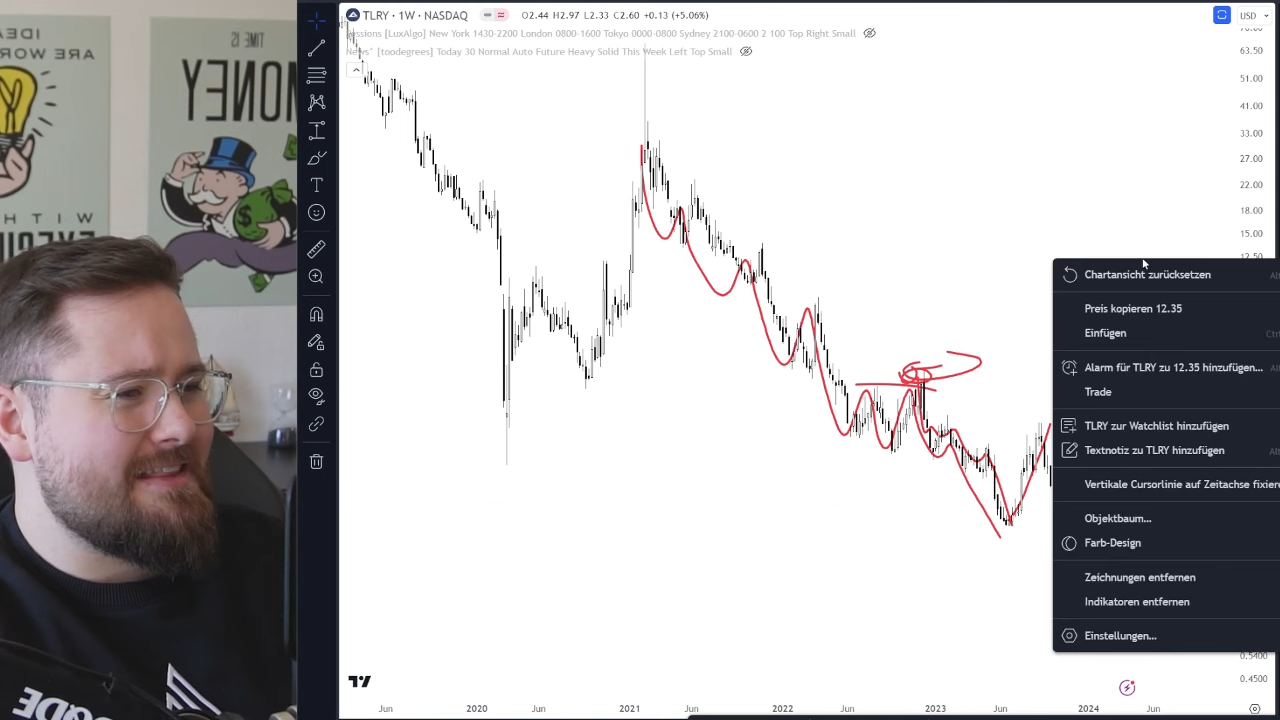 TLRY · 1W · NASDAQ O2.44 H2.97 L2.33 C2.60 +0.13 (+5.06%)
USD
[LuxAlgo] New York 1430-2200 London 0800-1600 Tokyo 0000-0800 Sydney 2100-0600 2 100 Top Right Small
News* [toodegrees] Today 30 Normal Auto Future Heavy Solid This Week Left Top Small
IDEA
ARE WOR
WITH
TIME IS
MONEY
63.50
51.00
41.00
33.00
27.00
22.00
18.00
15.00
12.50
Chartansicht zurücksetzen
Preis kopieren 12.35
Einfügen
Alarm für TLRY zu 12.35 hinzufügen...
Trade
TLRY zur Watchlist hinzufügen
Textnotiz zu TLRY hinzufügen
Vertikale Cursorlinie auf Zeitachse
Objektbaum...
Farb-Design
Zeichnungen entfernen
Indikatoren entfernen
Einstellungen...
0.5400
0.4500
Jun 2020 Jun 2021 Jun 2022 Jun 2023 Jun 2024 Jun